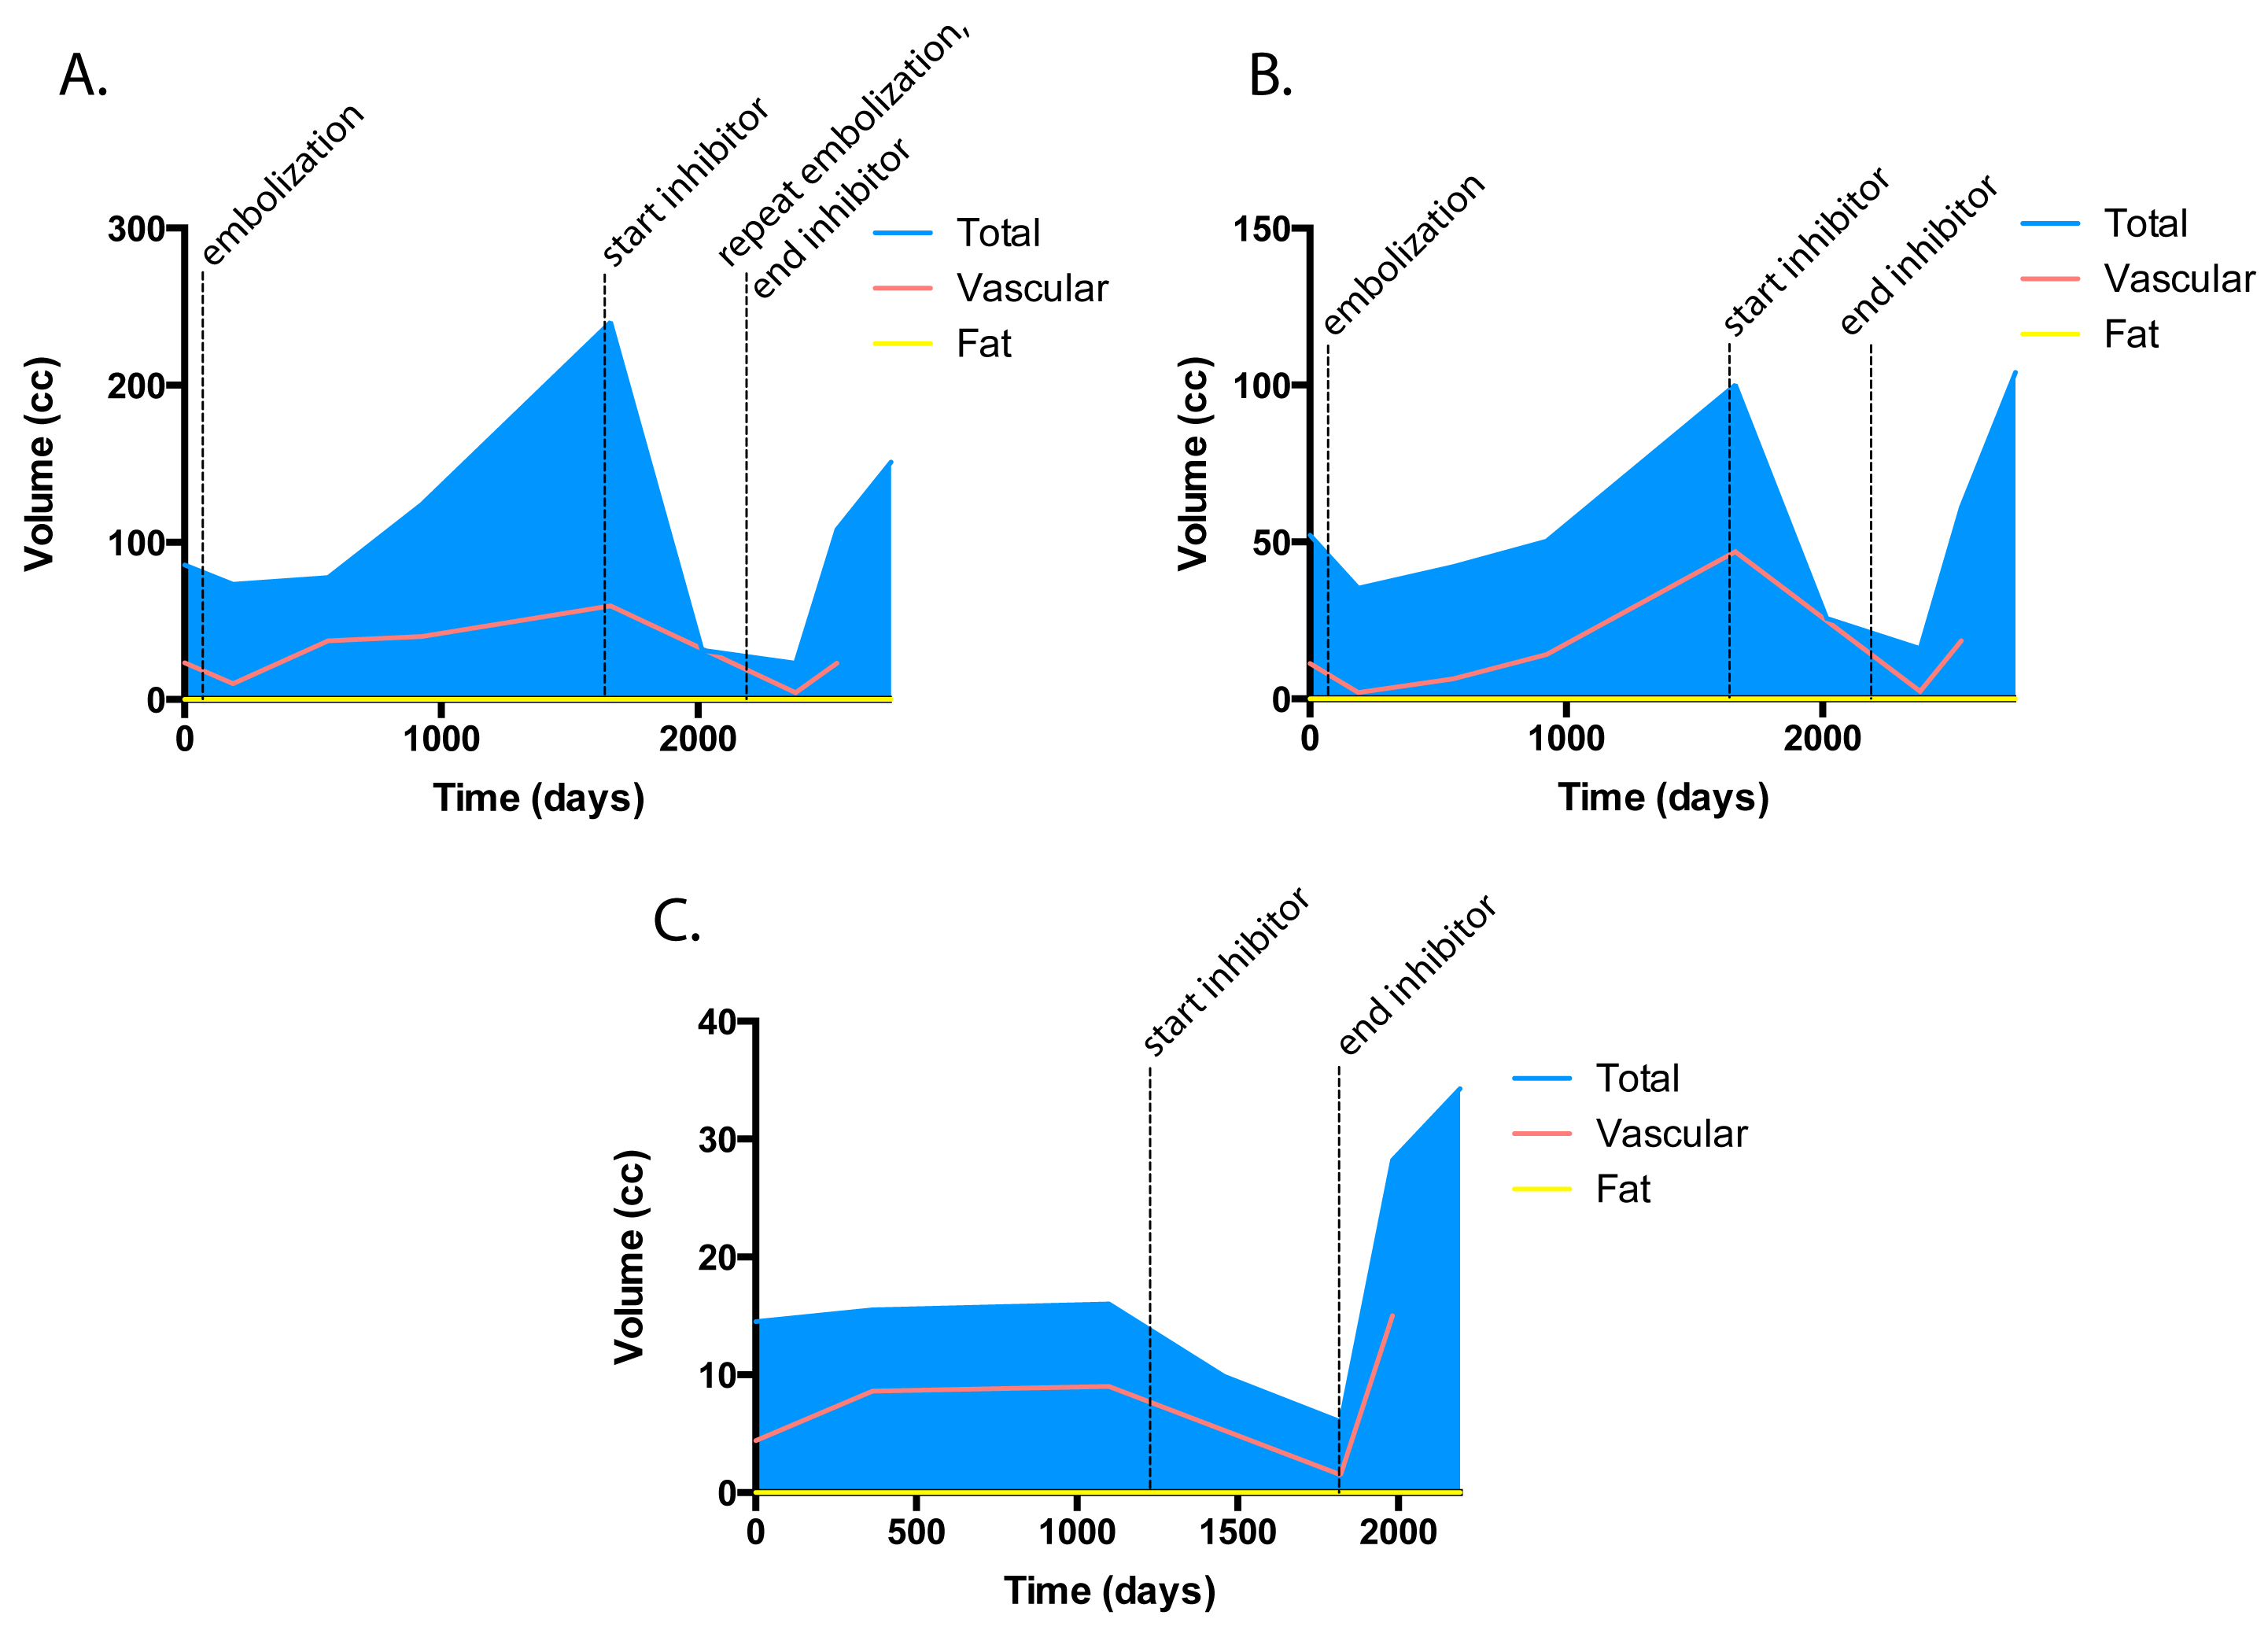 A.
embolization
start inhibitor
repeat embolization,
end inhibitor
Total
Vascular
Fat
300
200
100
0
Volume (cc)
0
1000
2000
Time (days)
B.
embolization
start inhibitor
end inhibitor
Total
Vascular
Fat
150
100
50
0
Volume (cc)
0
1000
2000
Time (days)
C.
start inhibitor
end inhibitor
Total
Vascular
Fat
40
30
20
10
0
Volume (cc)
0
500
1000
1500
2000
Time (days)